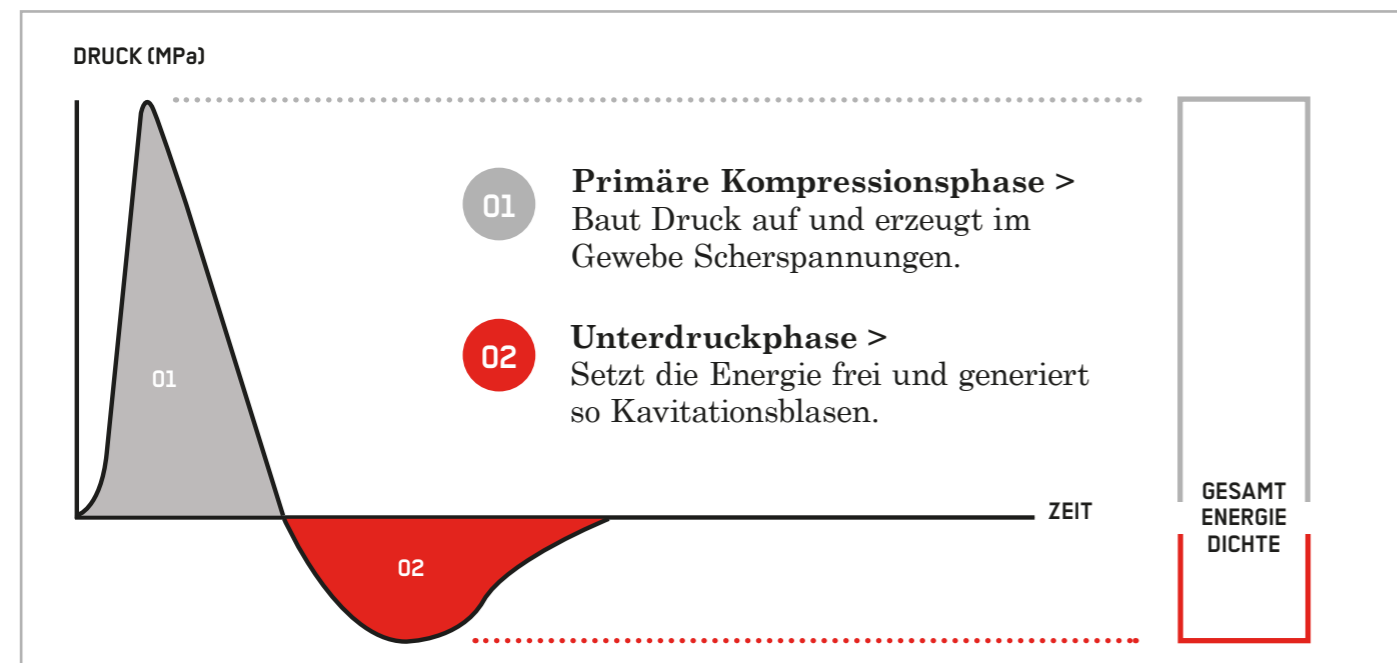 DRUCK (MPa)
01
Primäre Kompressionsphase >
Baut Druck auf und erzeugt im
Gewebe Scherspannungen.
02
Unterdruckphase >
Setzt die Energie frei und generiert
so Kavitationsblasen.
01
02
ZEIT
GESAMT
ENERGIE
DICHTE